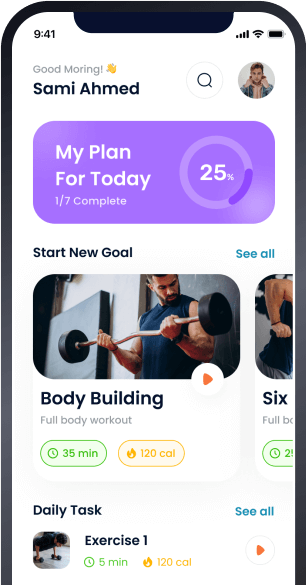 9:41
Good Moring! 👋
Sami Ahmed
My Plan
For Today
1/7 Complete
25%
Start New Goal
See all
Body Building
Full body workout
35 min
120 cal
Six
Daily Task
See all
Exercise 1
5 min
120 cal